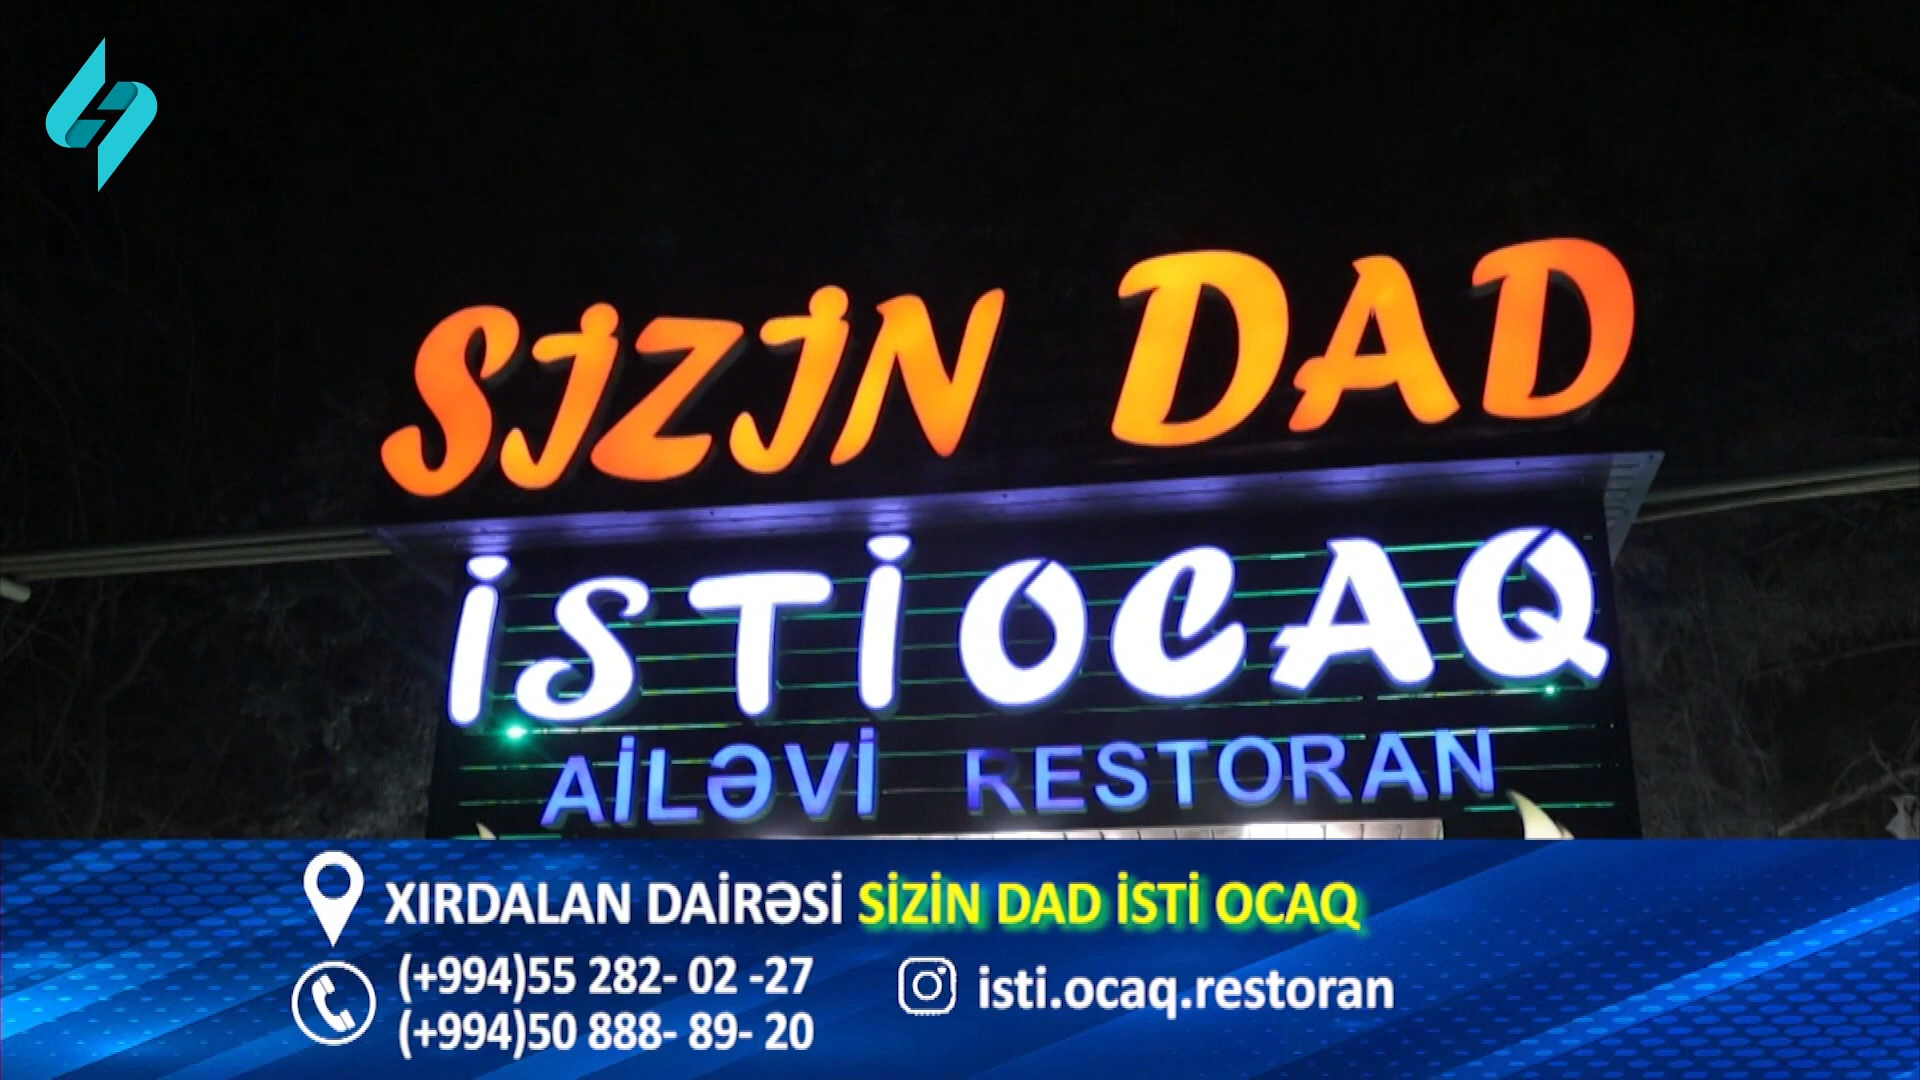 SİZİN DAD
İSTİ OCAQ
AİLƏVİ RESTORAN
XIRDALAN DAİRƏSİ SİZİN DAD İSTİ OCAQ
(+994)55 282- 02 -27
(+994)50 888- 89- 20
isti.ocaq.restoran